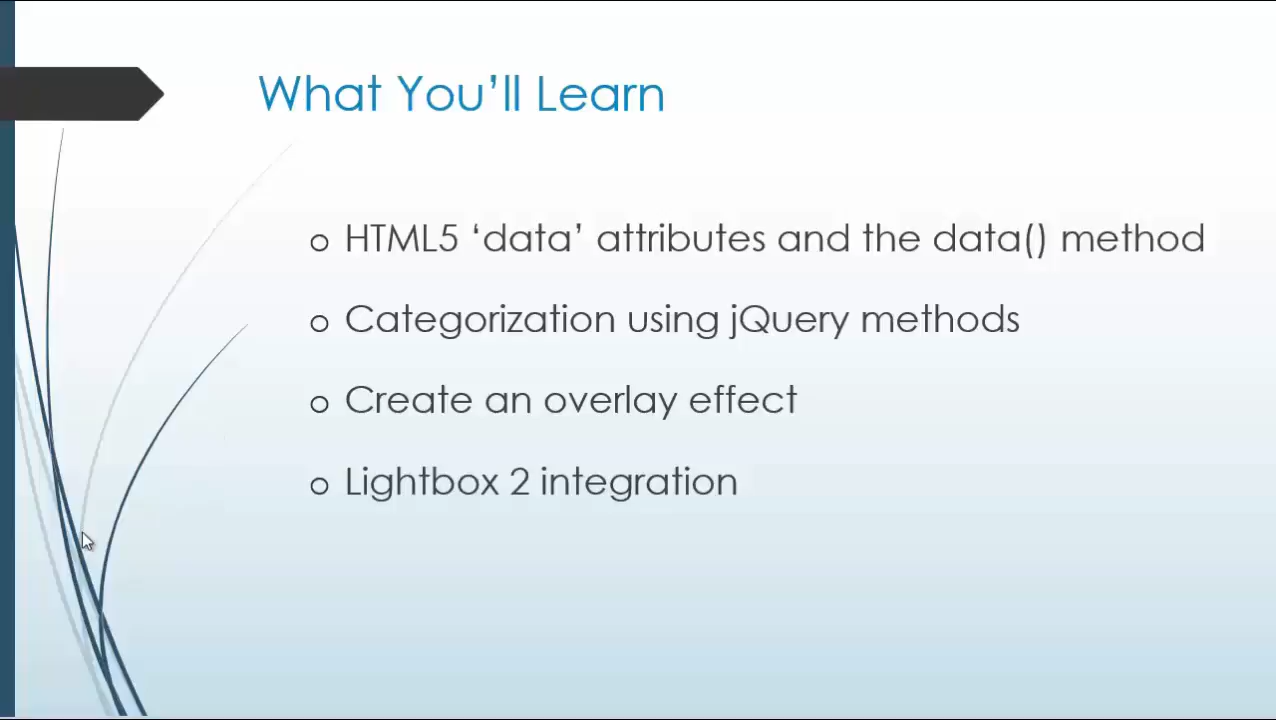 What You’ll Learn
o HTML5 ‘data’ attributes and the data() method
o Categorization using jQuery methods
o Create an overlay effect
o Lightbox 2 integration